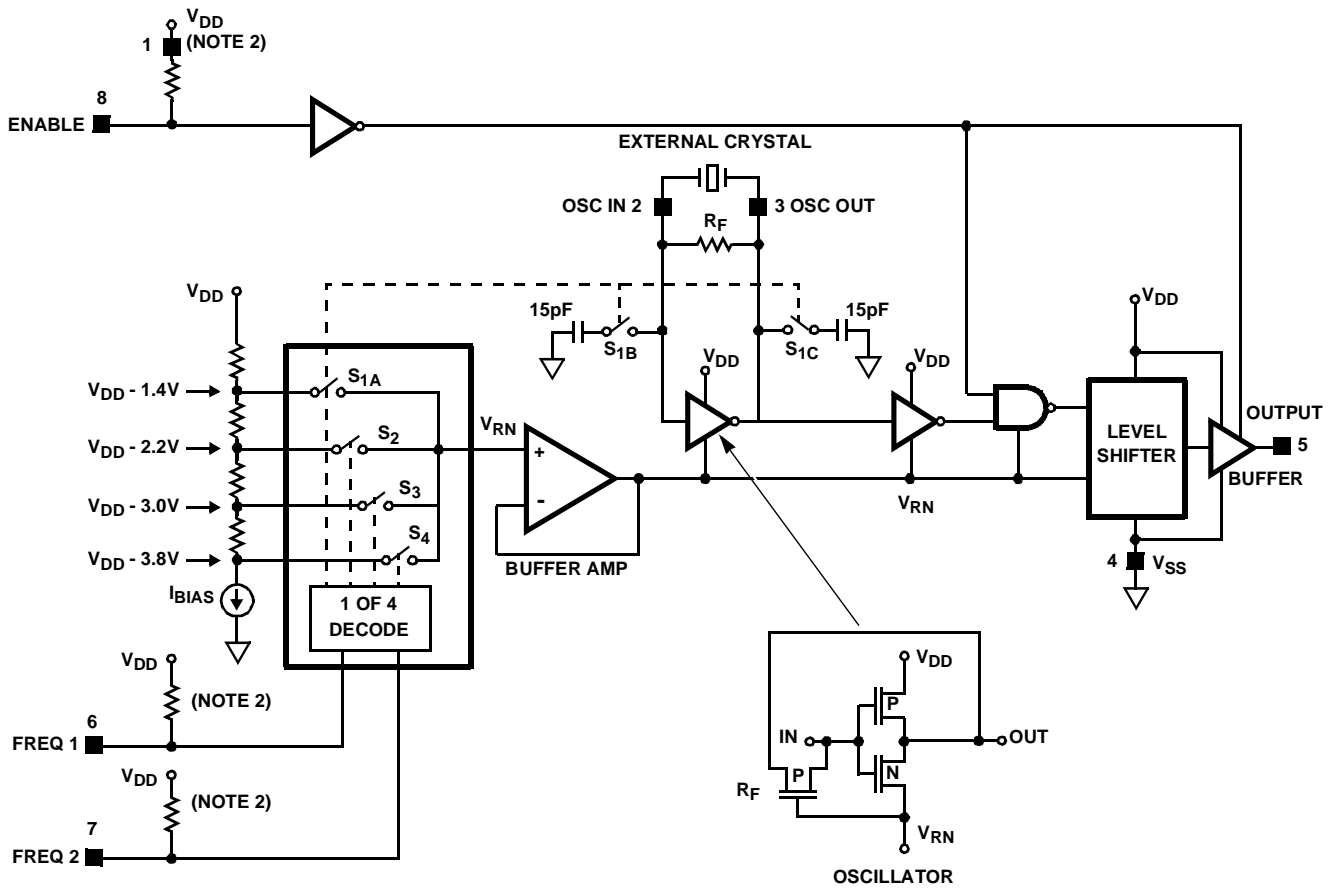 VDD
1 (NOTE 2)
8
ENABLE
EXTERNAL CRYSTAL
OSC IN 2
3 OSC OUT
RF
VDD
15pF
S1B
15pF
S1C
VDD
VDD
VDD
VDD - 1.4V
VDD - 2.2V
VDD - 3.0V
VDD - 3.8V
IBIAS
S1A
S2
S3
S4
1 OF 4
DECODE
VRN
+
-
BUFFER AMP
VRN
LEVEL
SHIFTER
OUTPUT
5
BUFFER
4
VSS
VDD
(NOTE 2)
6
FREQ 1
VDD
(NOTE 2)
7
FREQ 2
VDD
P
IN
OUT
N
P
RF
VRN
OSCILLATOR